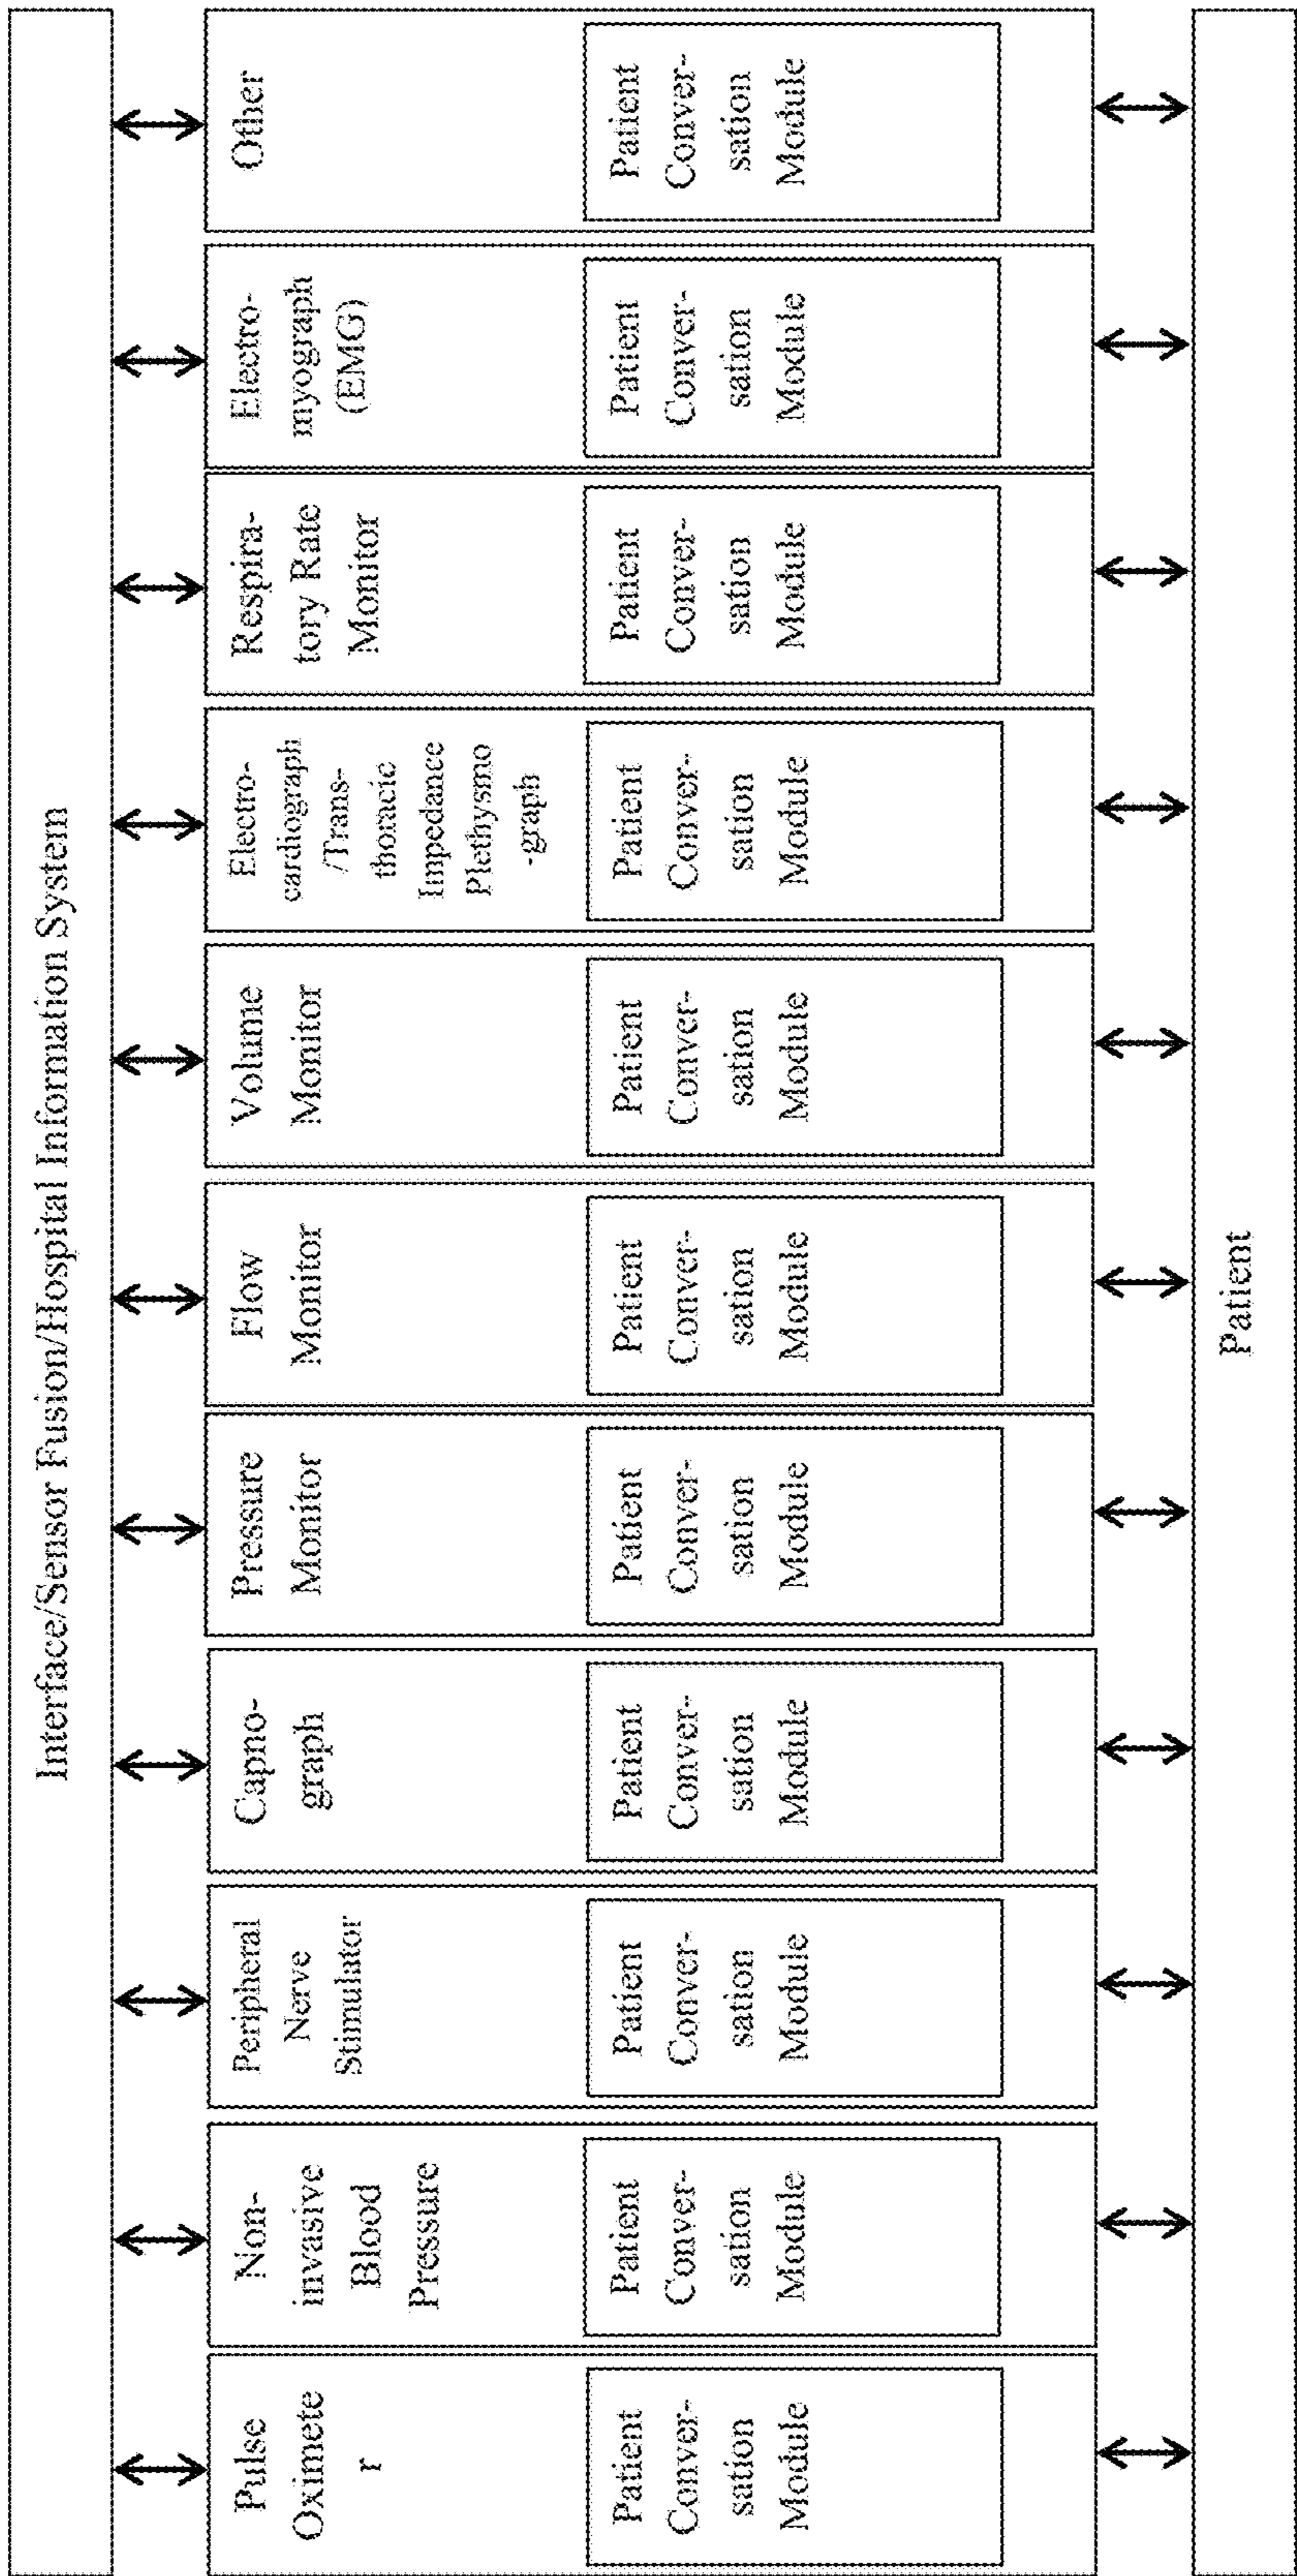 Interface/Sensor Fusion/Hospital Information System
Pulse
Oximete
r
Patient
Conver-
sation
Module
Non-
invasive
Blood
Pressure
Patient
Conver-
sation
Module
Peripheral
Nerve
Stimulator
Patient
Conver-
sation
Module
Capno-
graph
Patient
Conver-
sation
Module
Pressure
Monitor
Patient
Conver-
sation
Module
Flow
Monitor
Patient
Conver-
sation
Module
Volume
Monitor
Patient
Conver-
sation
Module
Electro-
cardiograph
/Trans-
thoracic
Impedance
Plethysmo
-graph
Patient
Conver-
sation
Module
Respira-
tory Rate
Monitor
Patient
Conver-
sation
Module
Electro-
myograph
(EMG)
Patient
Conver-
sation
Module
Other
Patient
Conver-
sation
Module
Patient